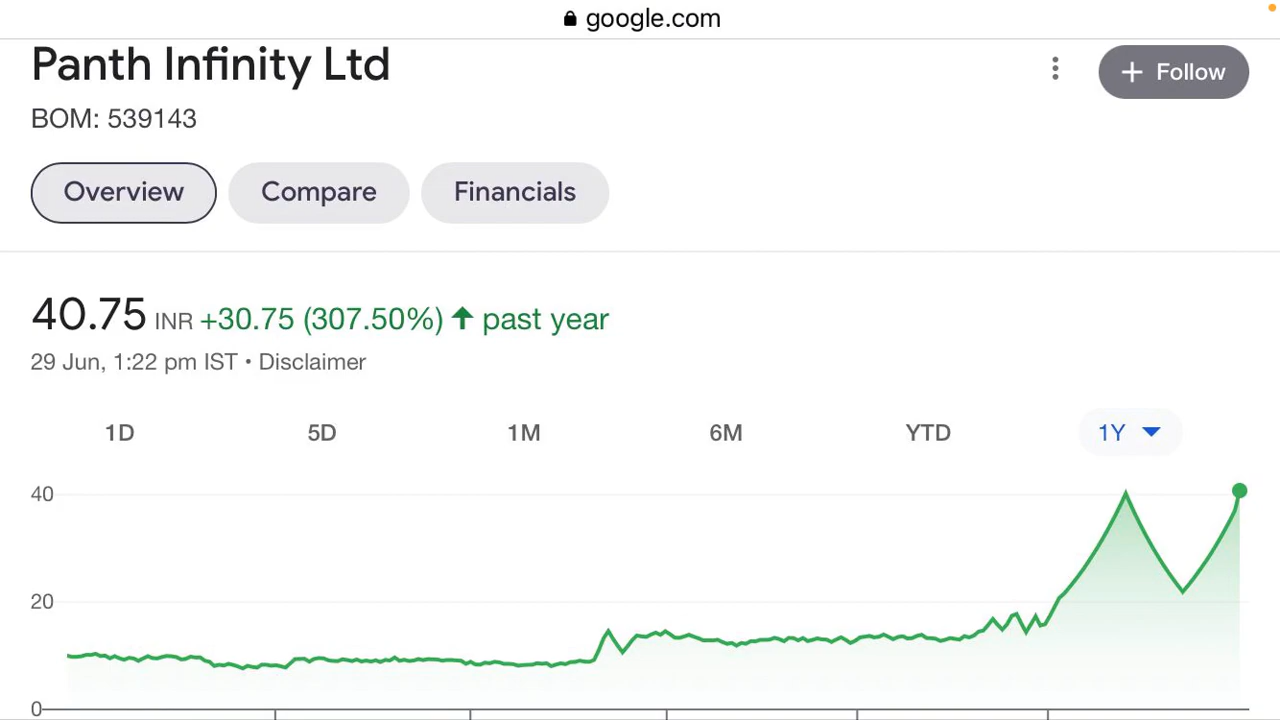 google.com
Panth Infinity Ltd
+ Follow
BOM: 539143
Overview Compare Financials
40.75 INR +30.75 (307.50%) ↑ past year
29 Jun, 1:22 pm IST • Disclaimer
1D 5D 1M 6M YTD 1Y
40
20
0